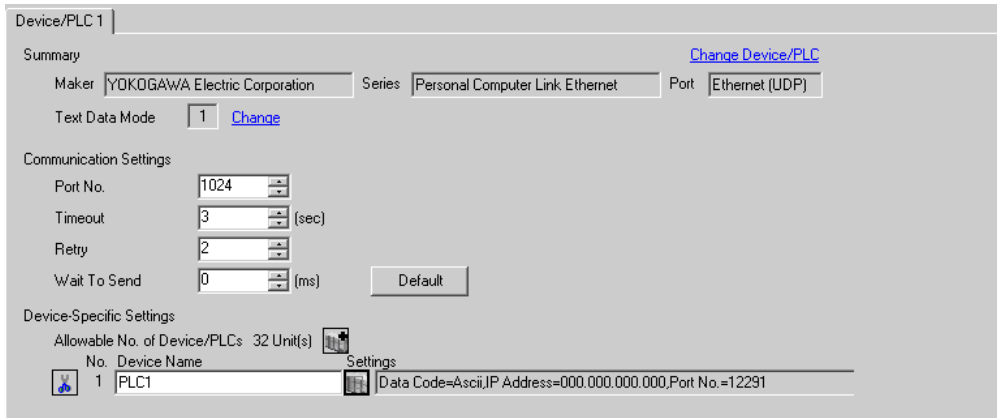 Device/PLC 1
Summary Change Device/PLC
Maker YOKOGAWA Electric Corporation Series Personal Computer Link Ethernet Port Ethernet (UDP)
Text Data Mode 1 Change
Communication Settings
Port No. 1024
Timeout 3 (sec)
Retry 2
Wait To Send 0 (ms) Default
Device-Specific Settings
Allowable No. of Device/PLCs 32 Unit(s)
No. Device Name Settings
1 PLC1 Data Code=Ascii,IP Address=000.000.000.000,Port No.=12291